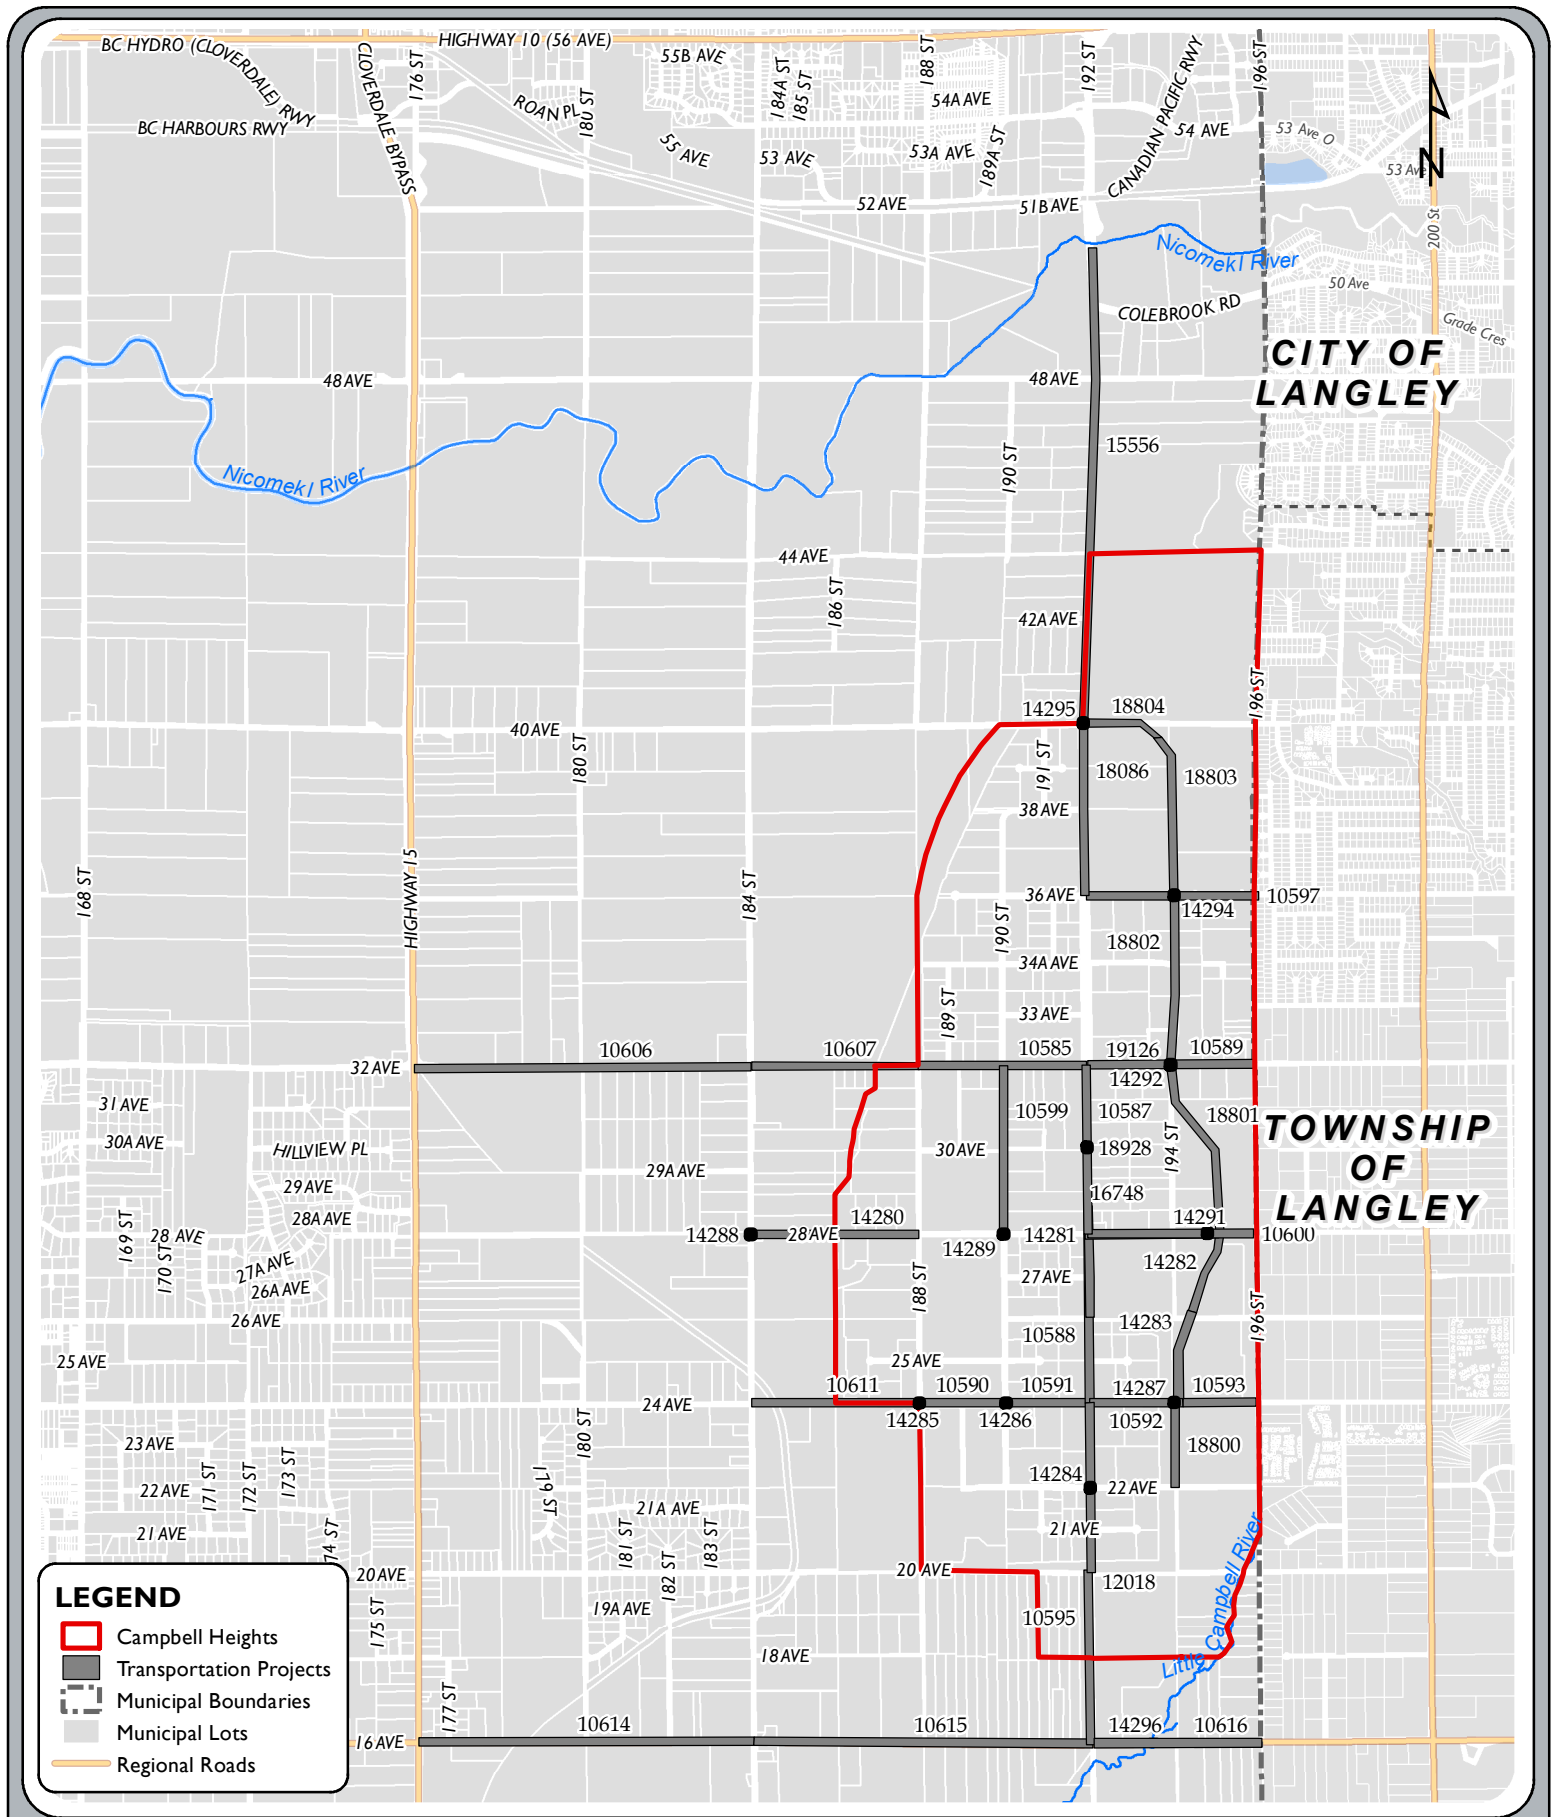 BC HYDRO (CLOVERDALE) RWY
HIGHWAY 10 (56 AVE)
BC HARBOURS RWY
CLOVERDALE BYPASS
176 ST
ROAN PL
180 ST
55B AVE
184A ST
185 ST
188 ST
54A AVE
192 ST
CANADIAN PACIFIC RWY
196 ST
54 AVE
53 Ave
53 Ave
N
55 AVE
53 AVE
53A AVE
189A ST
52 AVE
51B AVE
200 St
Nicomekl River
50 Ave
COLEBROOK RD
Grade Cres
CITY OF
LANGLEY
48 AVE
48 AVE
15556
190 ST
Nicomekl River
44 AVE
186 ST
42A AVE
196 ST
14295
18804
40 AVE
180 ST
191 ST
18086
18803
38 AVE
HIGHWAY 15
168 ST
184 ST
36 AVE
10597
14294
190 ST
18802
34A AVE
189 ST
33 AVE
10606
10607
10585
19126
10589
32 AVE
14292
31 AVE
10599
10587
18801
TOWNSHIP
OF
LANGLEY
30A AVE
HILLVIEW PL
30 AVE
18928
194 ST
29A AVE
29 AVE
16748
28A AVE
14280
14291
169 ST
28 AVE
14288
28 AVE
14289
14281
10600
170 ST
27A AVE
26A AVE
188 ST
27 AVE
14282
26 AVE
10588
14283
196 ST
25 AVE
25 AVE
10611
10590
10591
14287
10593
24 AVE
14285
14286
10592
23 AVE
180 ST
18800
171 ST
172 ST
173 ST
179 ST
14284
22 AVE
22 AVE
21A AVE
21 AVE
21 AVE
181 ST
183 ST
74 ST
182 ST
20 AVE
20 AVE
12018
19A AVE
175 ST
10595
Little Campbell River
18 AVE
177 ST
10614
10615
14296
10616
16 AVE
LEGEND
Campbell Heights
Transportation Projects
Municipal Boundaries
Municipal Lots
Regional Roads